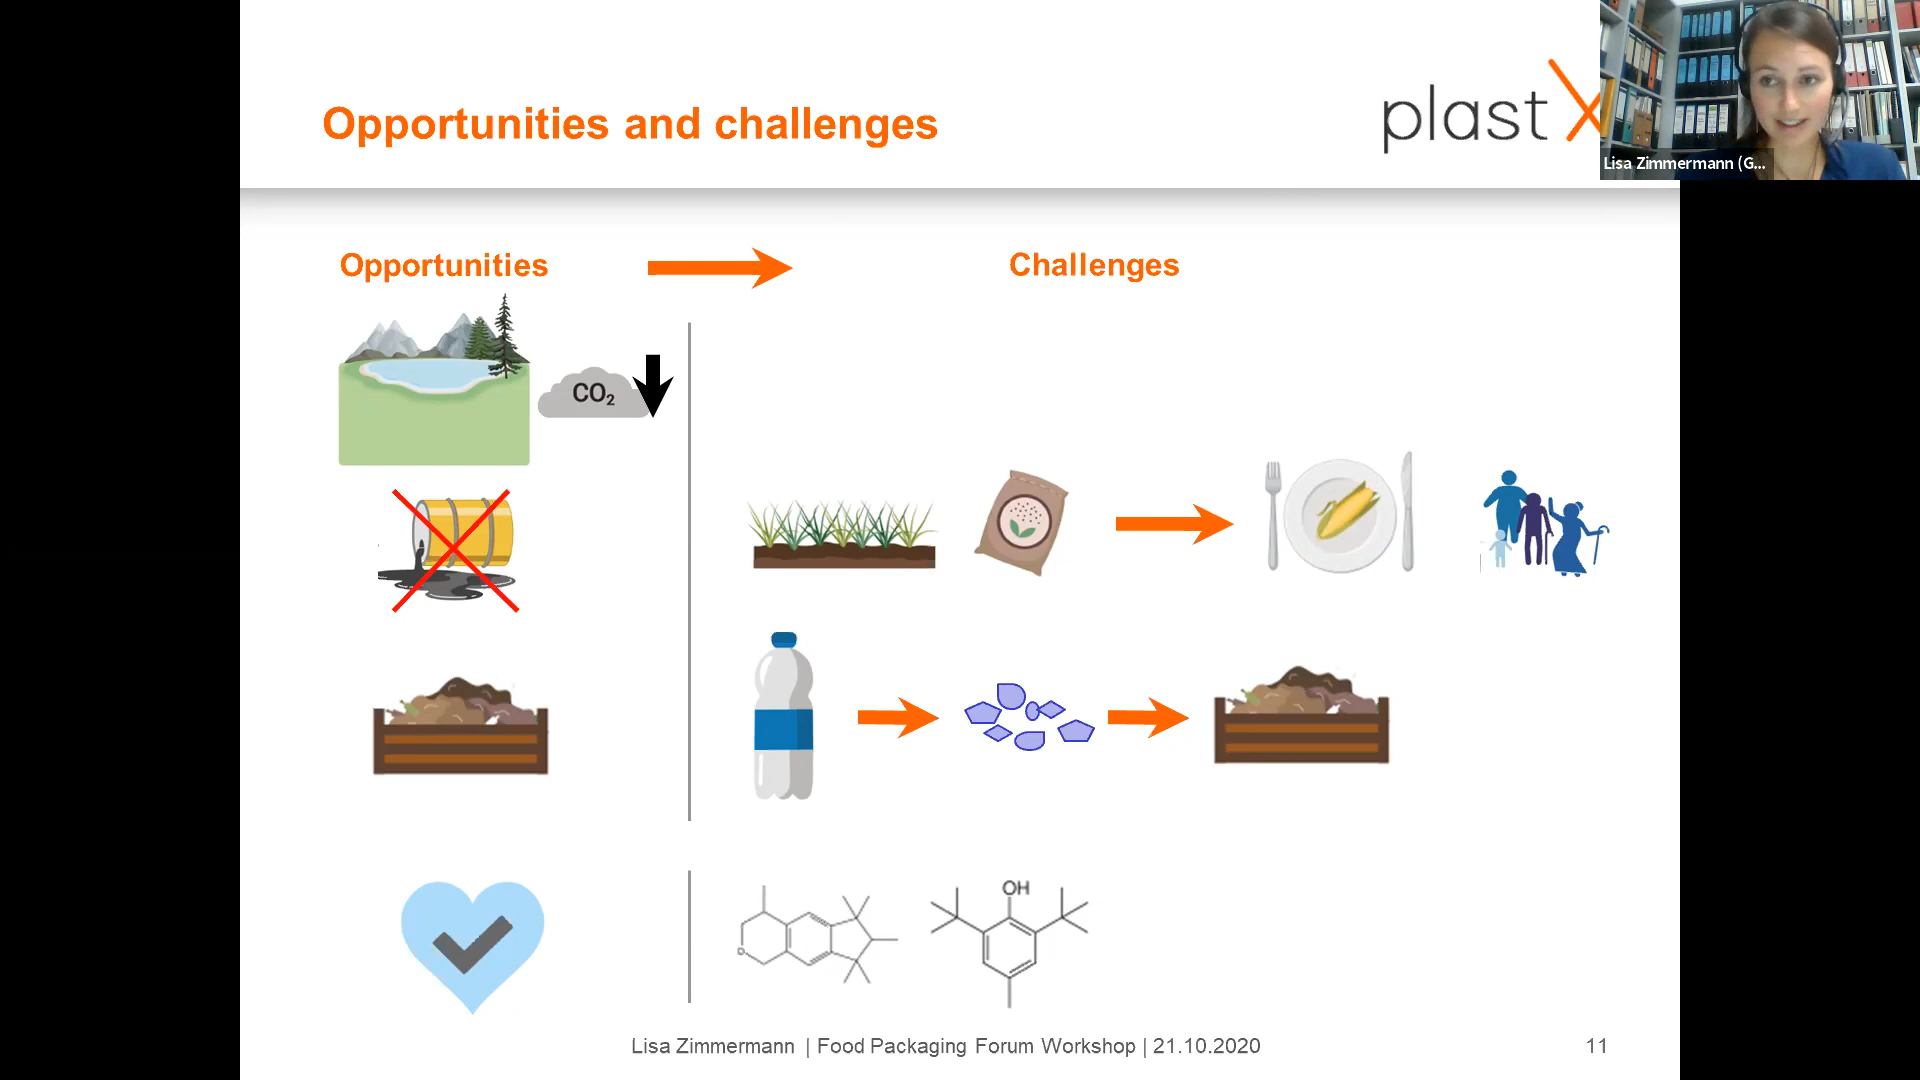 Opportunities and challenges
plastX
Lisa Zimmermann (G...
Opportunities
Challenges
CO₂
OH
O
Lisa Zimmermann | Food Packaging Forum Workshop | 21.10.2020
11